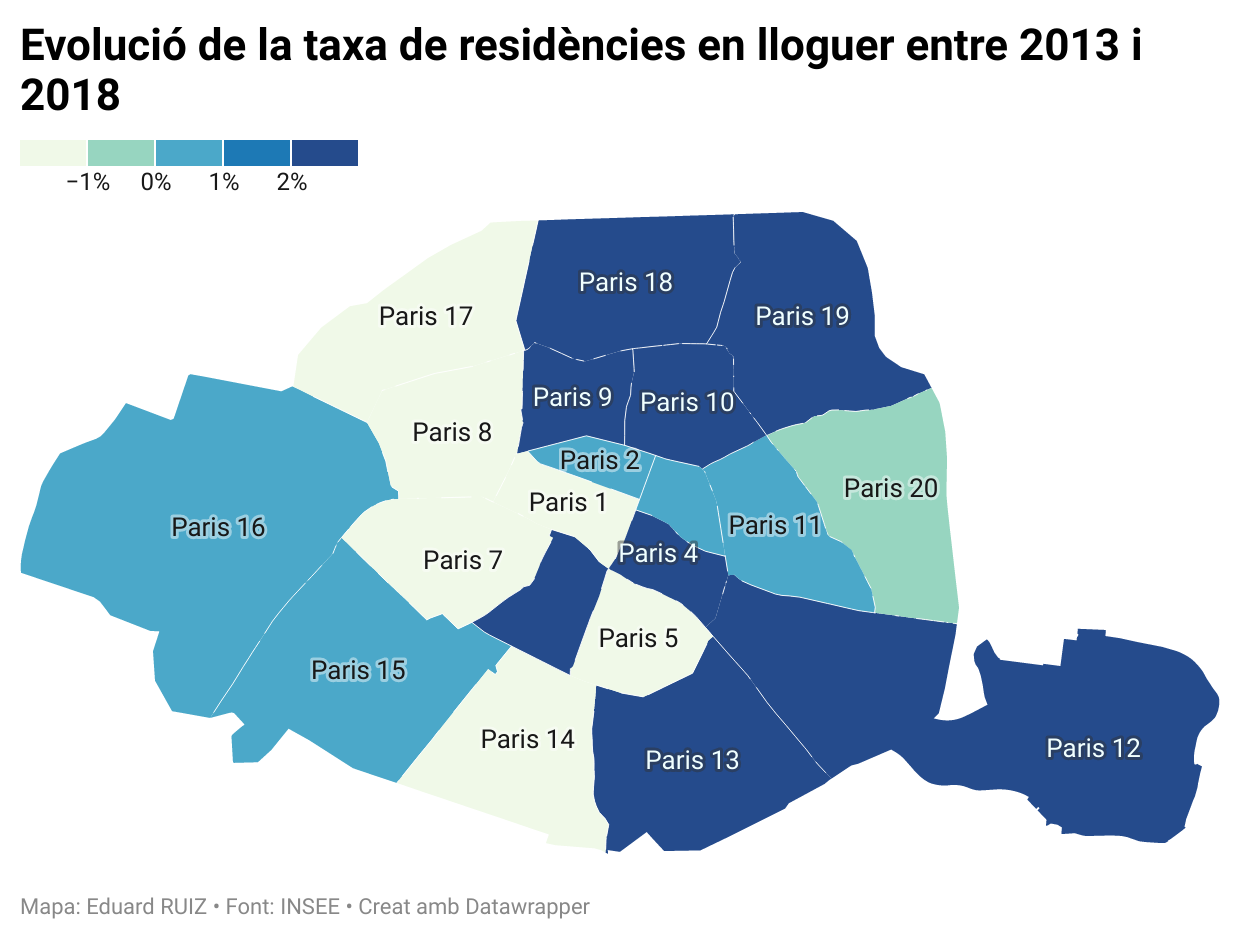 Evolució de la taxa de residències en lloguer entre 2013 i
2018
−1% 0% 1% 2%
Paris 18
Paris 17
Paris 19
Paris 9
Paris 10
Paris 8
Paris 2
Paris 20
Paris 1
Paris 16
Paris 11
Paris 4
Paris 7
Paris 5
Paris 15
Paris 14
Paris 12
Paris 13
Mapa: Eduard RUIZ • Font: INSEE • Creat amb Datawrapper